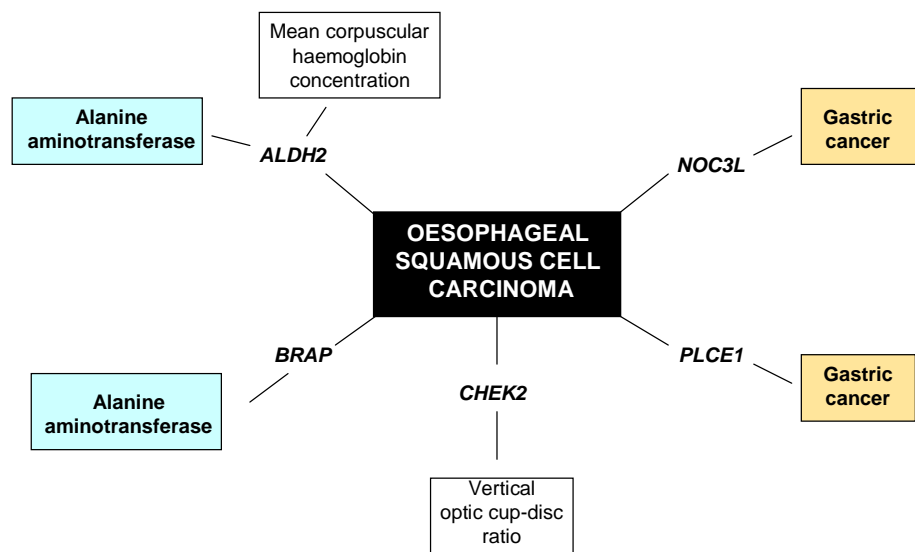 Mean corpuscular
haemoglobin
concentration
Alanine
aminotransferase
ALDH2
NOC3L
Gastric
cancer
OESOPHAGEAL
SQUAMOUS CELL
CARCINOMA
BRAP
Alanine
aminotransferase
CHEK2
PLCE1
Gastric
cancer
Vertical
optic cup-disc
ratio